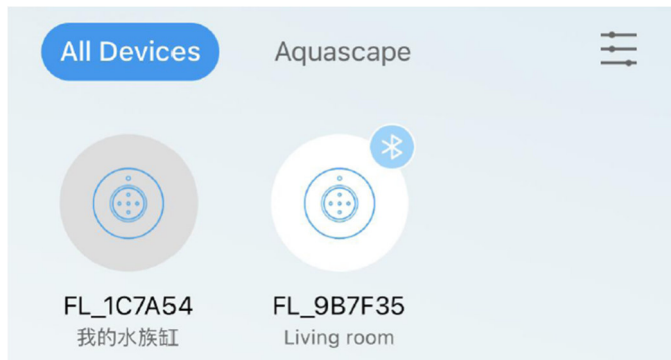 All Devices Aquascape
FL_1C7A54 FL_9B7F35
我的水族缸 Living room